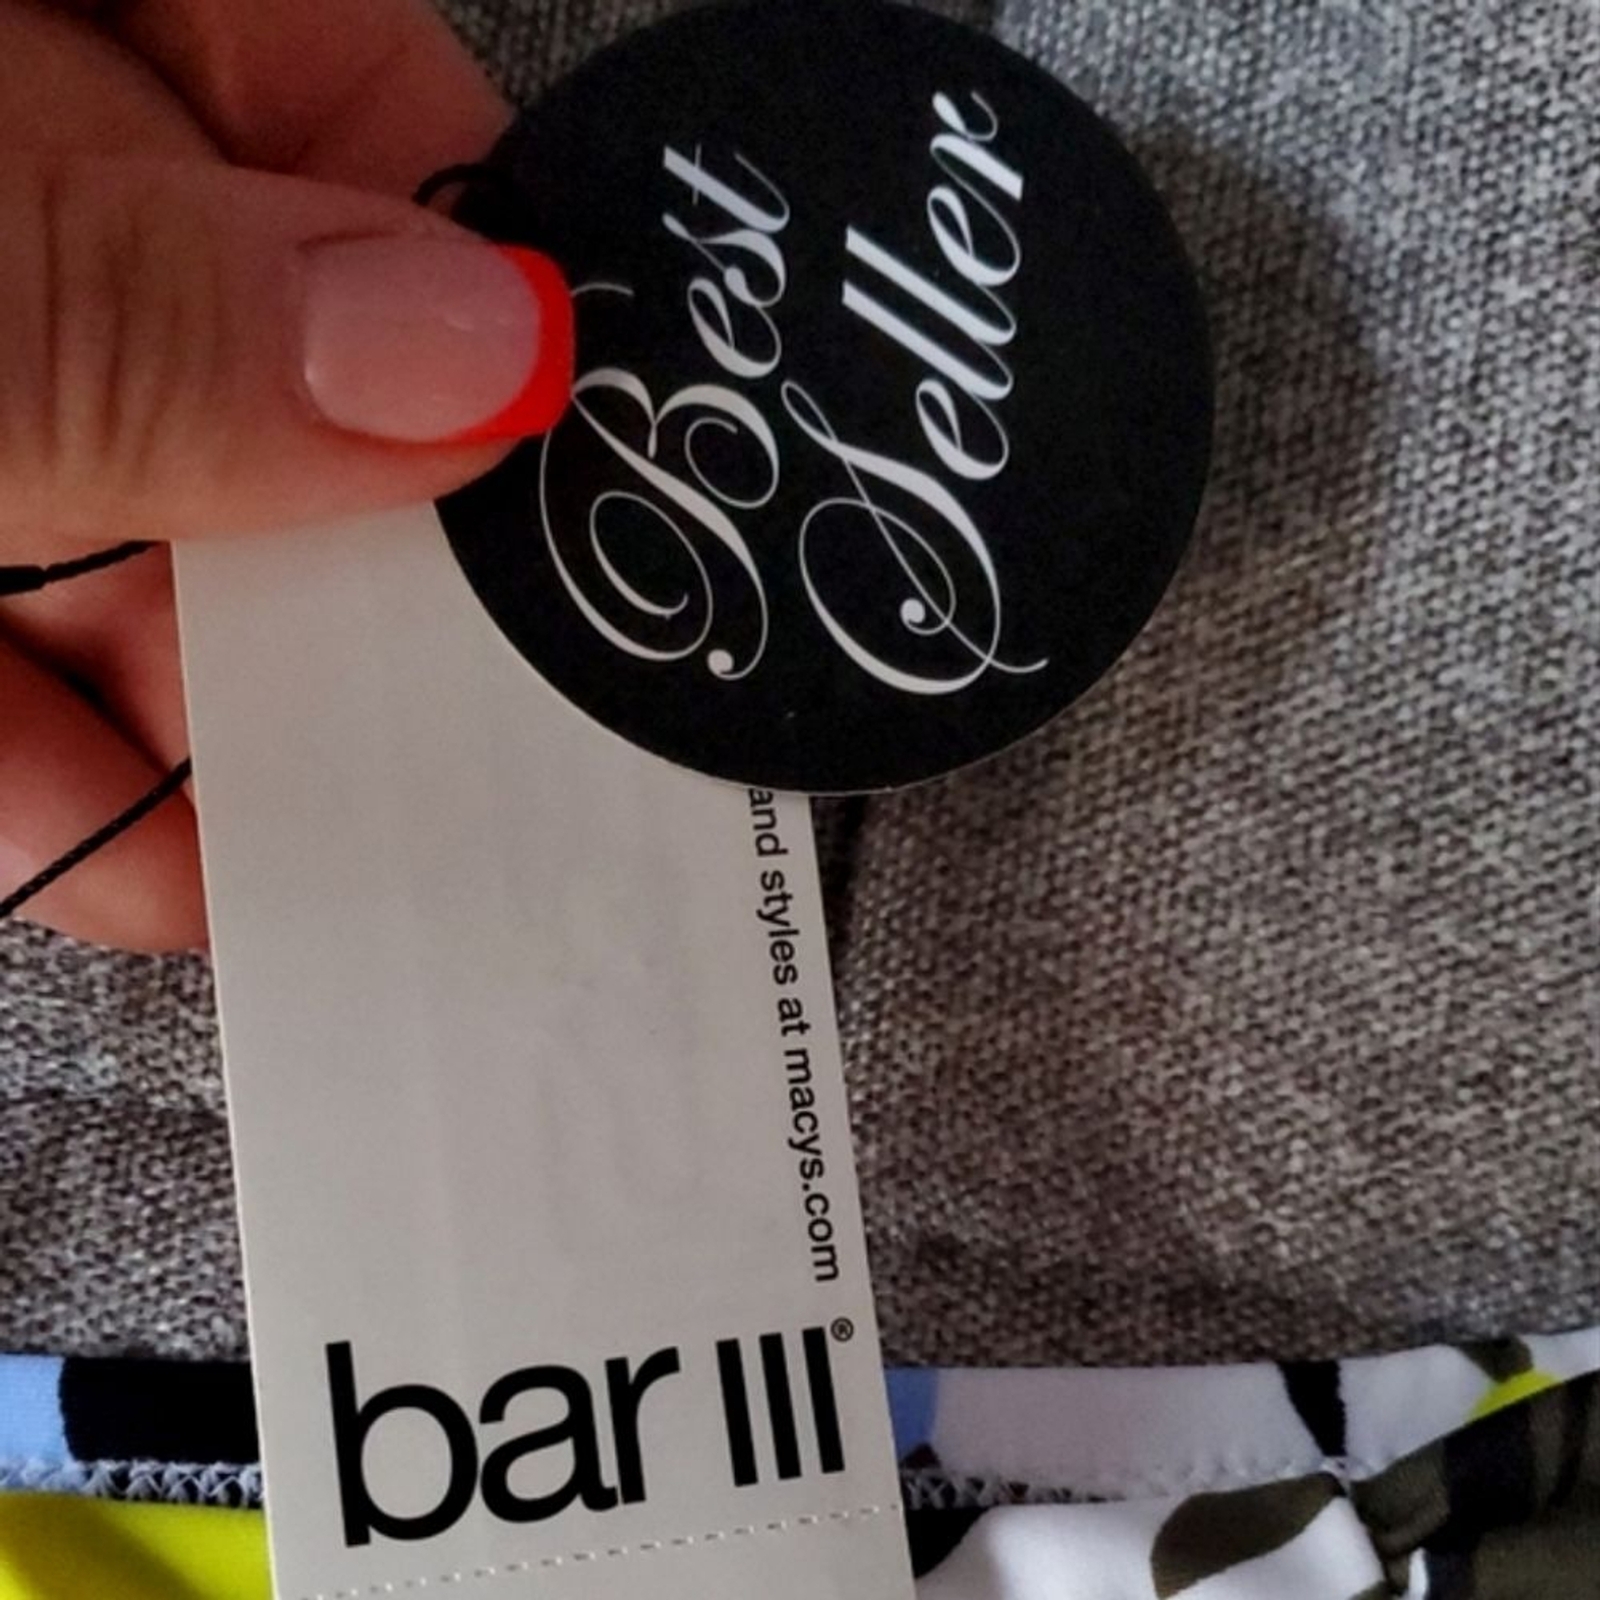 Best
Seller
and styles at macys.com
bar III®